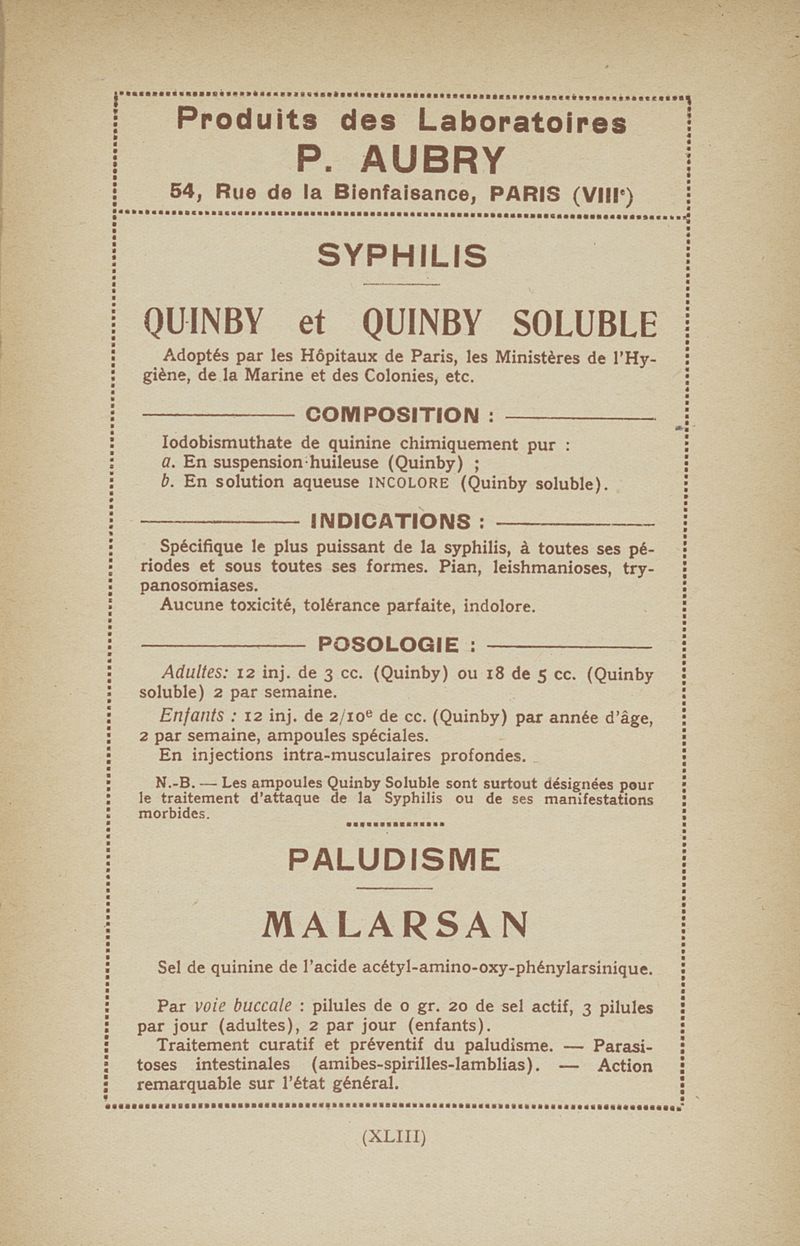 Produits des Laboratoires
P. AUBRY
54, Rue de la Bienfaisance, PARIS (VIIIe)
SYPHILIS
QUINBY et QUINBY SOLUBLE
Adoptés par les Hôpitaux de Paris, les Ministères de l'Hy-
giène, de la Marine et des Colonies, etc.
COMPOSITION :
Iodobismuthate de quinine chimiquement pur :
a. En suspension huileuse (Quinby) ;
b. En solution aqueuse INCOLORE (Quinby soluble).
INDICATIONS :
Spécifique le plus puissant de la syphilis, à toutes ses pé-
riodes et sous toutes ses formes. Pian, leishmanioses, try-
panosomiases.
Aucune toxicité, tolérance parfaite, indolore.
POSOLOGIE :
Adultes: 12 inj. de 3 cc. (Quinby) ou 18 de 5 cc. (Quinby
soluble) 2 par semaine.
Enfants : 12 inj. de 2/10e de cc. (Quinby) par année d'âge,
2 par semaine, ampoules spéciales.
En injections intra-musculaires profondes.
N.-B. — Les ampoules Quinby Soluble sont surtout désignées pour
le traitement d'attaque de la Syphilis ou de ses manifestations
morbides.
PALUDISME
MALARSAN
Sel de quinine de l'acide acétyl-amino-oxy-phénylarsinique.
Par voie buccale : pilules de 0 gr. 20 de sel actif, 3 pilules
par jour (adultes), 2 par jour (enfants).
Traitement curatif et préventif du paludisme. — Parasi-
toses intestinales (amibes-spirilles-lamblias). — Action
remarquable sur l'état général.
(XLIII)